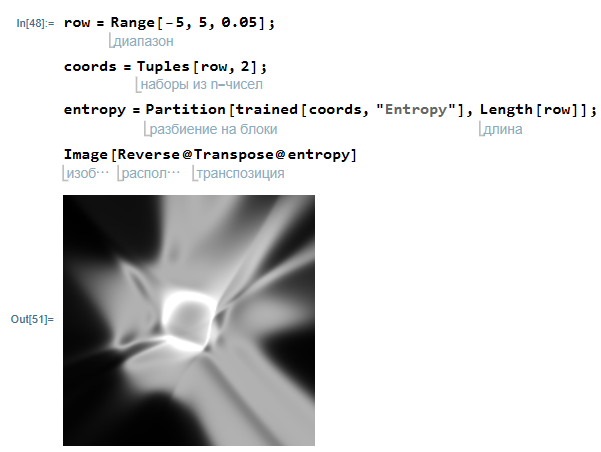 In[48]:= row = Range[-5, 5, 0.05];
диапазон
coords = Tuples[row, 2];
наборы из n-чисел
entropy = Partition[trained[coords, "Entropy"], Length[row]];
разбиение на блоки длина
Image[Reverse@Transpose@entropy]
изоб⋯ распол⋯ транспозиция
Out[51]=